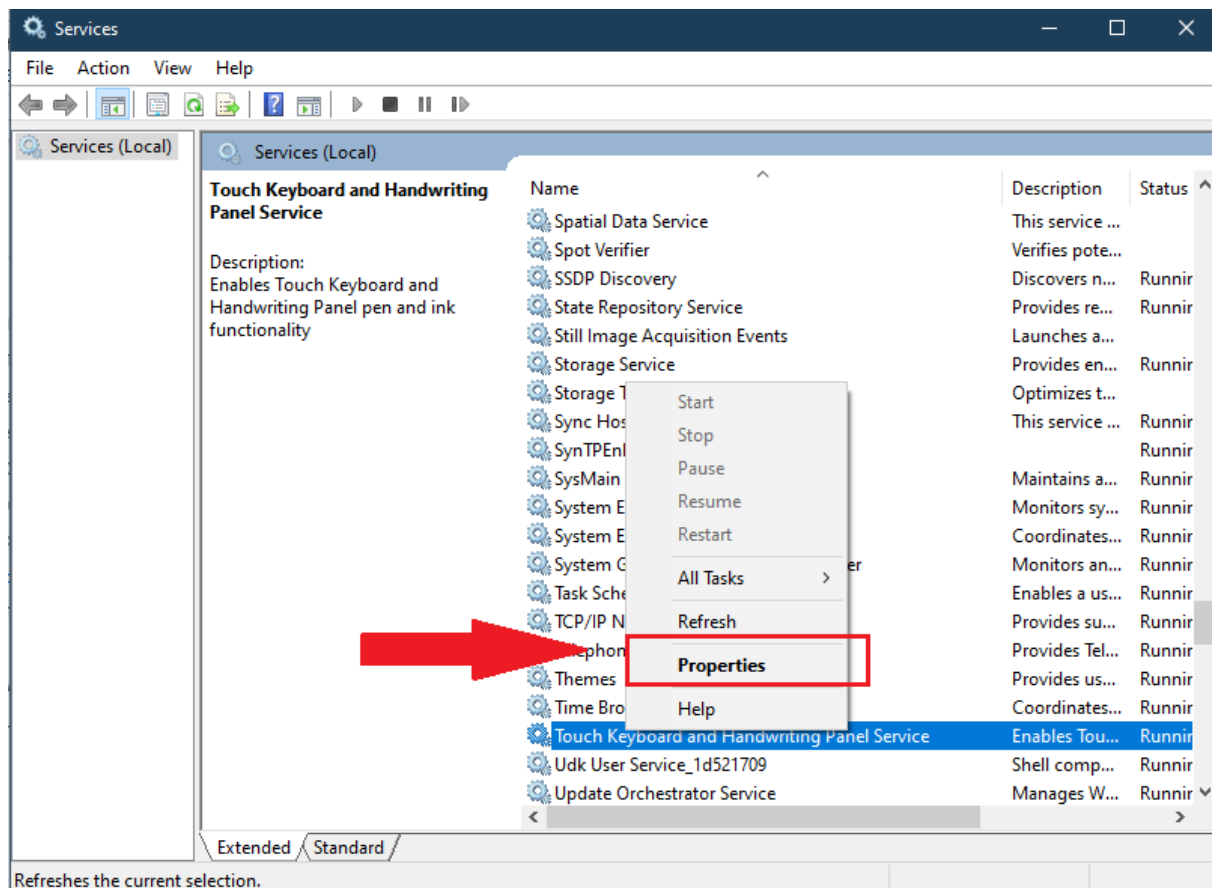 Services
File Action View Help
Services (Local)
Services (Local)
Touch Keyboard and Handwriting
Panel Service
Description:
Enables Touch Keyboard and
Handwriting Panel pen and ink
functionality
Name Description Status
Spatial Data Service This service ...
Spot Verifier Verifies pote...
SSDP Discovery Discovers n... Runnir
State Repository Service Provides re... Runnir
Still Image Acquisition Events Launches a...
Storage Service Provides en... Runnir
Storage T Optimizes t...
Sync Hos This service ... Runnir
SynTPEnl Runnir
SysMain Maintains a... Runnir
System E Monitors sy... Runnir
System E Coordinates... Runnir
System G er Monitors an... Runnir
Task Sche Enables a us... Runnir
TCP/IP N Provides su... Runnir
ephon Provides Tel... Runnir
Themes Provides us... Runnir
Time Bro Coordinates... Runnir
Touch Keyboard and Handwriting Panel Service Enables Tou... Runnir
Udk User Service_1d521709 Shell comp... Runnir
Update Orchestrator Service Manages W... Runnir
Start
Stop
Pause
Resume
Restart
All Tasks
Refresh
Properties
Help
Extended Standard
Refreshes the current selection.